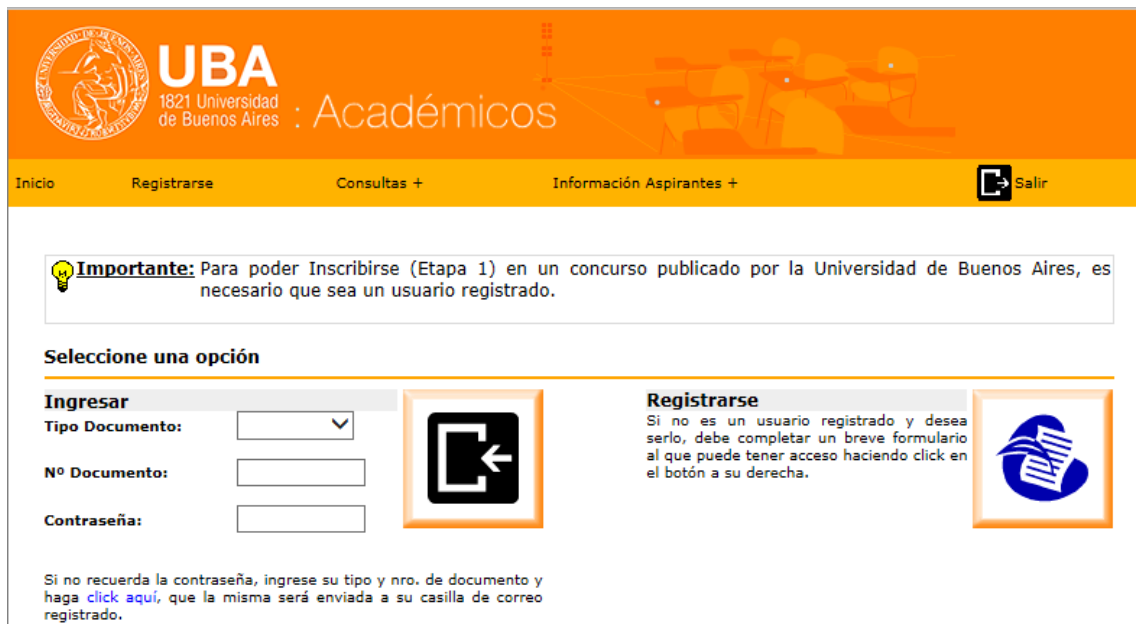 UBA
1821 Universidad
de Buenos Aires
: Académicos
Inicio Registrarse Consultas + Información Aspirantes + Salir
Importante: Para poder Inscribirse (Etapa 1) en un concurso publicado por la Universidad de Buenos Aires, es
necesario que sea un usuario registrado.
Seleccione una opción
Ingresar
Tipo Documento:
Nº Documento:
Contraseña:
Si no recuerda la contraseña, ingrese su tipo y nro. de documento y
haga click aquí, que la misma será enviada a su casilla de correo
registrado.
Registrarse
Si no es un usuario registrado y desea
serlo, debe completar un breve formulario
al que puede tener acceso haciendo click en
el botón a su derecha.